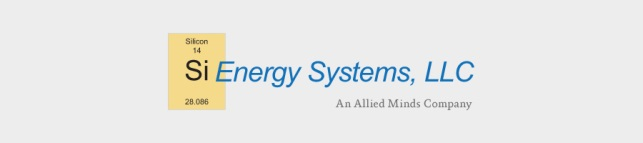 Silicon
14
Si Energy Systems, LLC
28.086
An Allied Minds Company